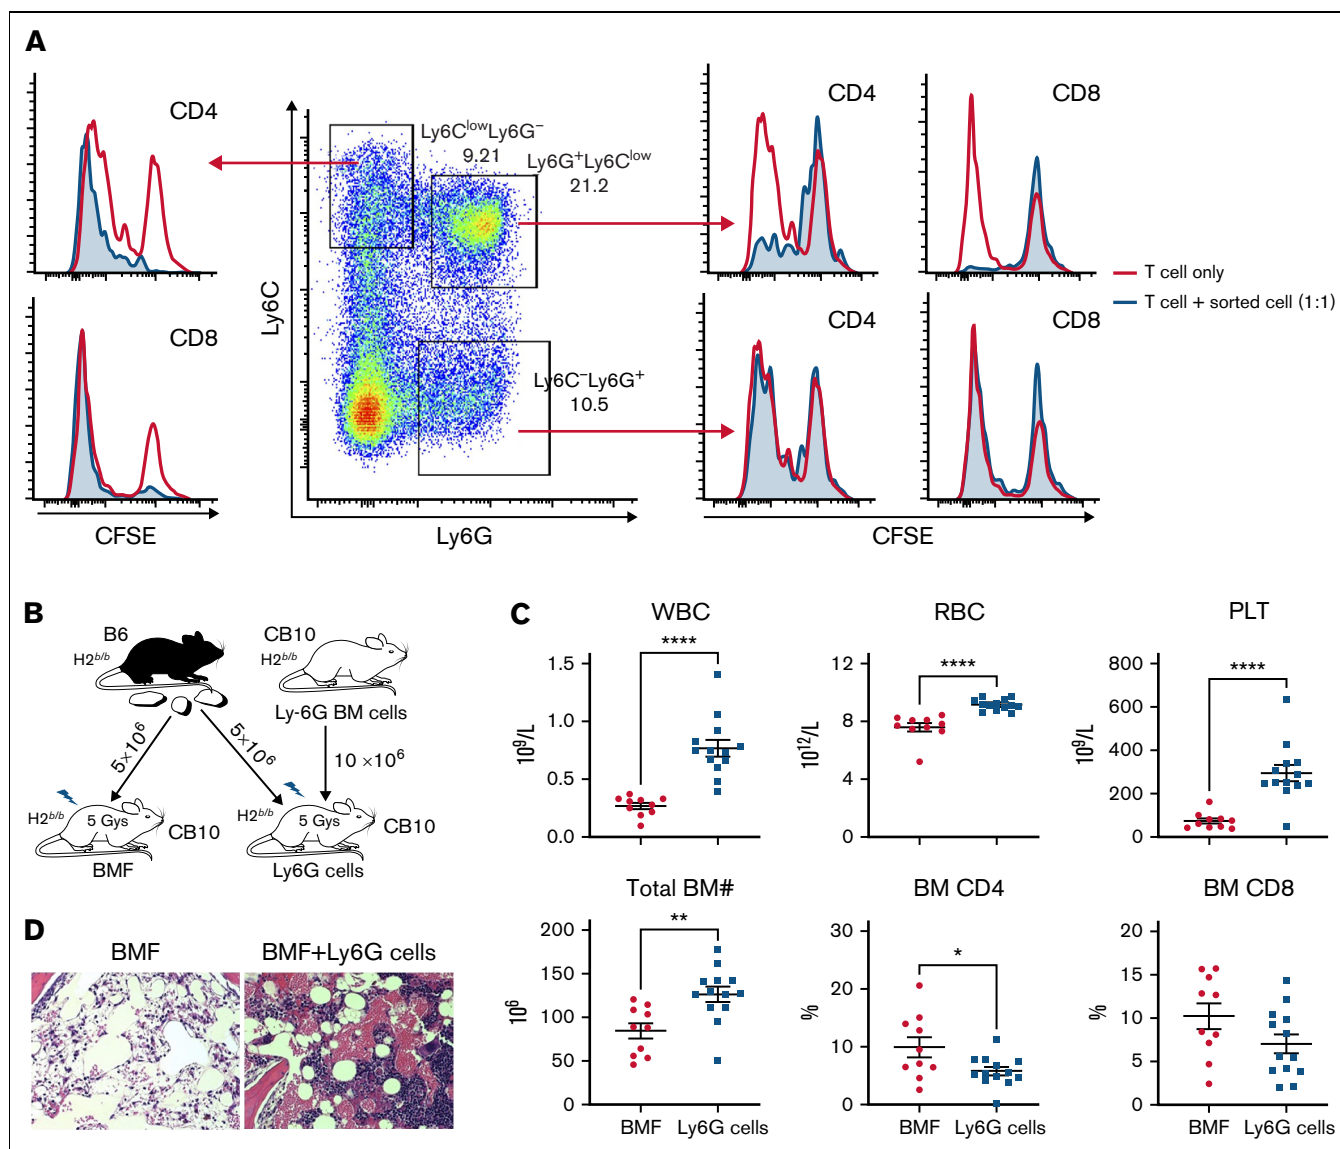 A
CD4
CD8
CFSE
Ly6C
Ly6G
Ly6C^low Ly6G^−
9.21
Ly6G^+ Ly6C^low
21.2
Ly6C^− Ly6G^+
10.5
CD4
CD8
CD4
CD8
CFSE
T cell only
T cell + sorted cell (1:1)
B
B6
H2^b/b
CB10
H2^b/b
Ly-6G BM cells
5×10^6
5×10^6
10 ×10^6
H2^b/b
5 Gys
CB10
BMF
H2^b/b
5 Gys
CB10
Ly6G cells
C
WBC
10^9/L
1.5
1.0
0.5
0.0
****
RBC
10^12/L
12
8
4
0
****
PLT
10^9/L
800
600
400
200
0
****
Total BM#
10^6
200
150
100
50
0
**
BMF
Ly6G cells
BM CD4
%
30
20
10
0
*
BMF
Ly6G cells
BM CD8
%
20
15
10
5
0
BMF
Ly6G cells
D
BMF
BMF+Ly6G cells